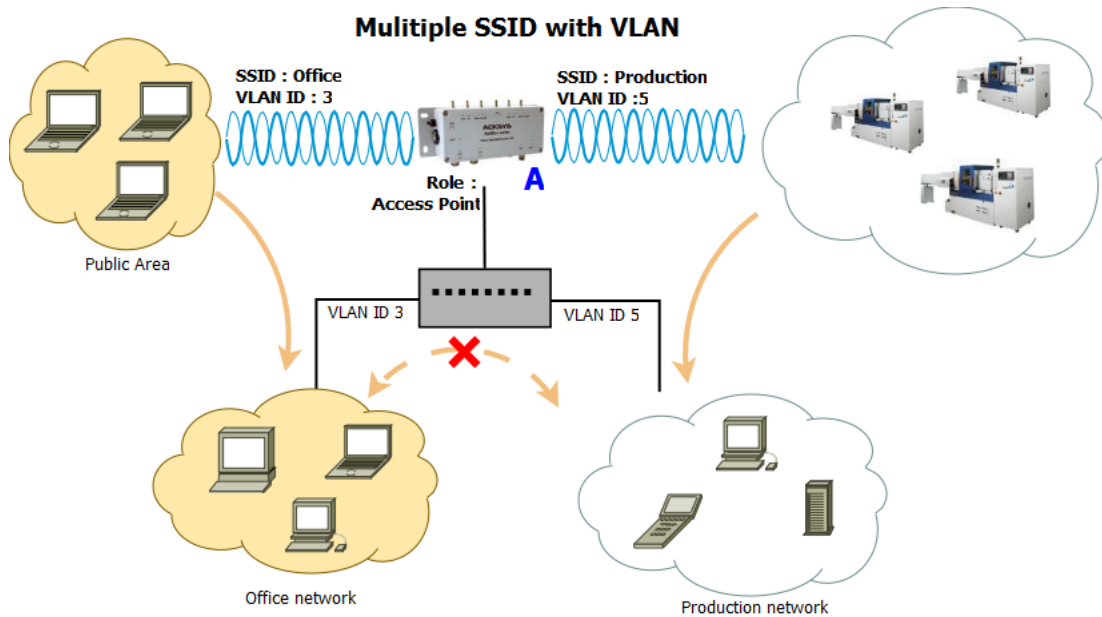 Mulitiple SSID with VLAN
SSID : Office
VLAN ID : 3
SSID : Production
VLAN ID :5
ACKSYS
Role :
Access Point
A
Public Area
VLAN ID 3
VLAN ID 5
Office network
Production network